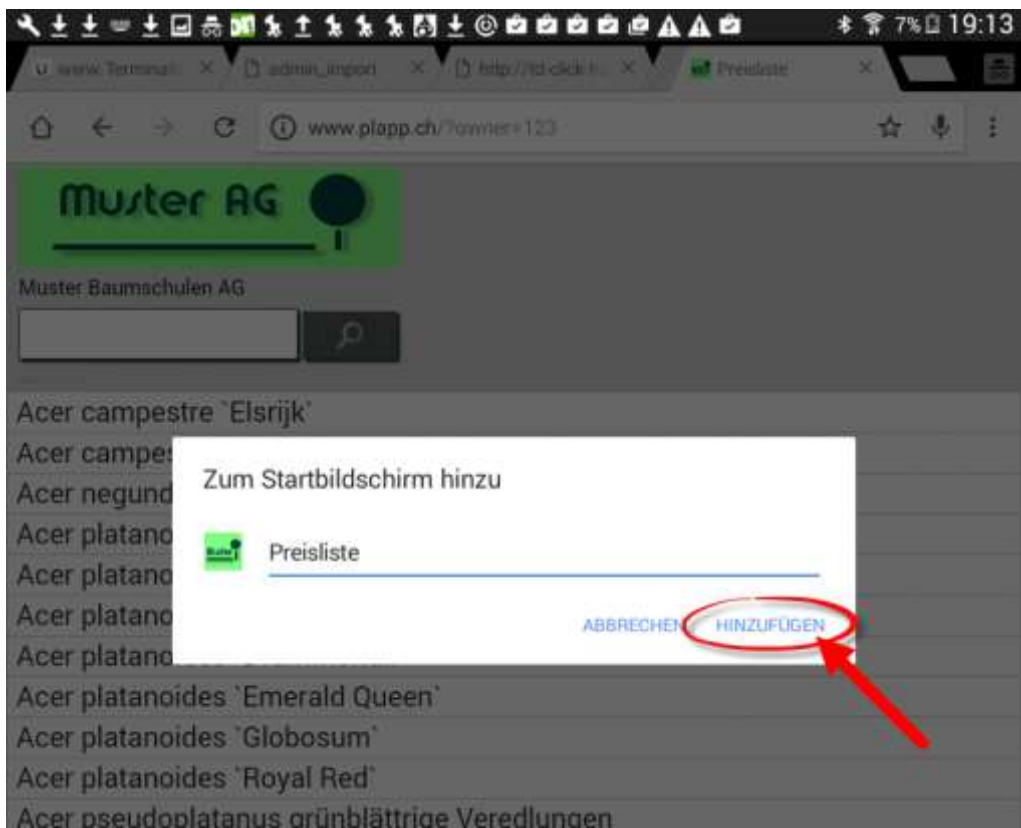 7% 19:13
www.Terminal
admin_import
Preisliste
www.plapp.ch/?owner=123
Muster AG
Muster Baumschulen AG
Acer campestre `Elsrijk`
Acer campes
Acer negund
Acer platano
Acer platano
Acer platano
Acer platano
Zum Startbildschirm hinzu
Preisliste
ABBRECHEN HINZUFÜGEN
Acer platanoides `Emerald Queen`
Acer platanoides `Globosum`
Acer platanoides `Royal Red`
Acer pseudoplatanus grünblättrige Veredlungen